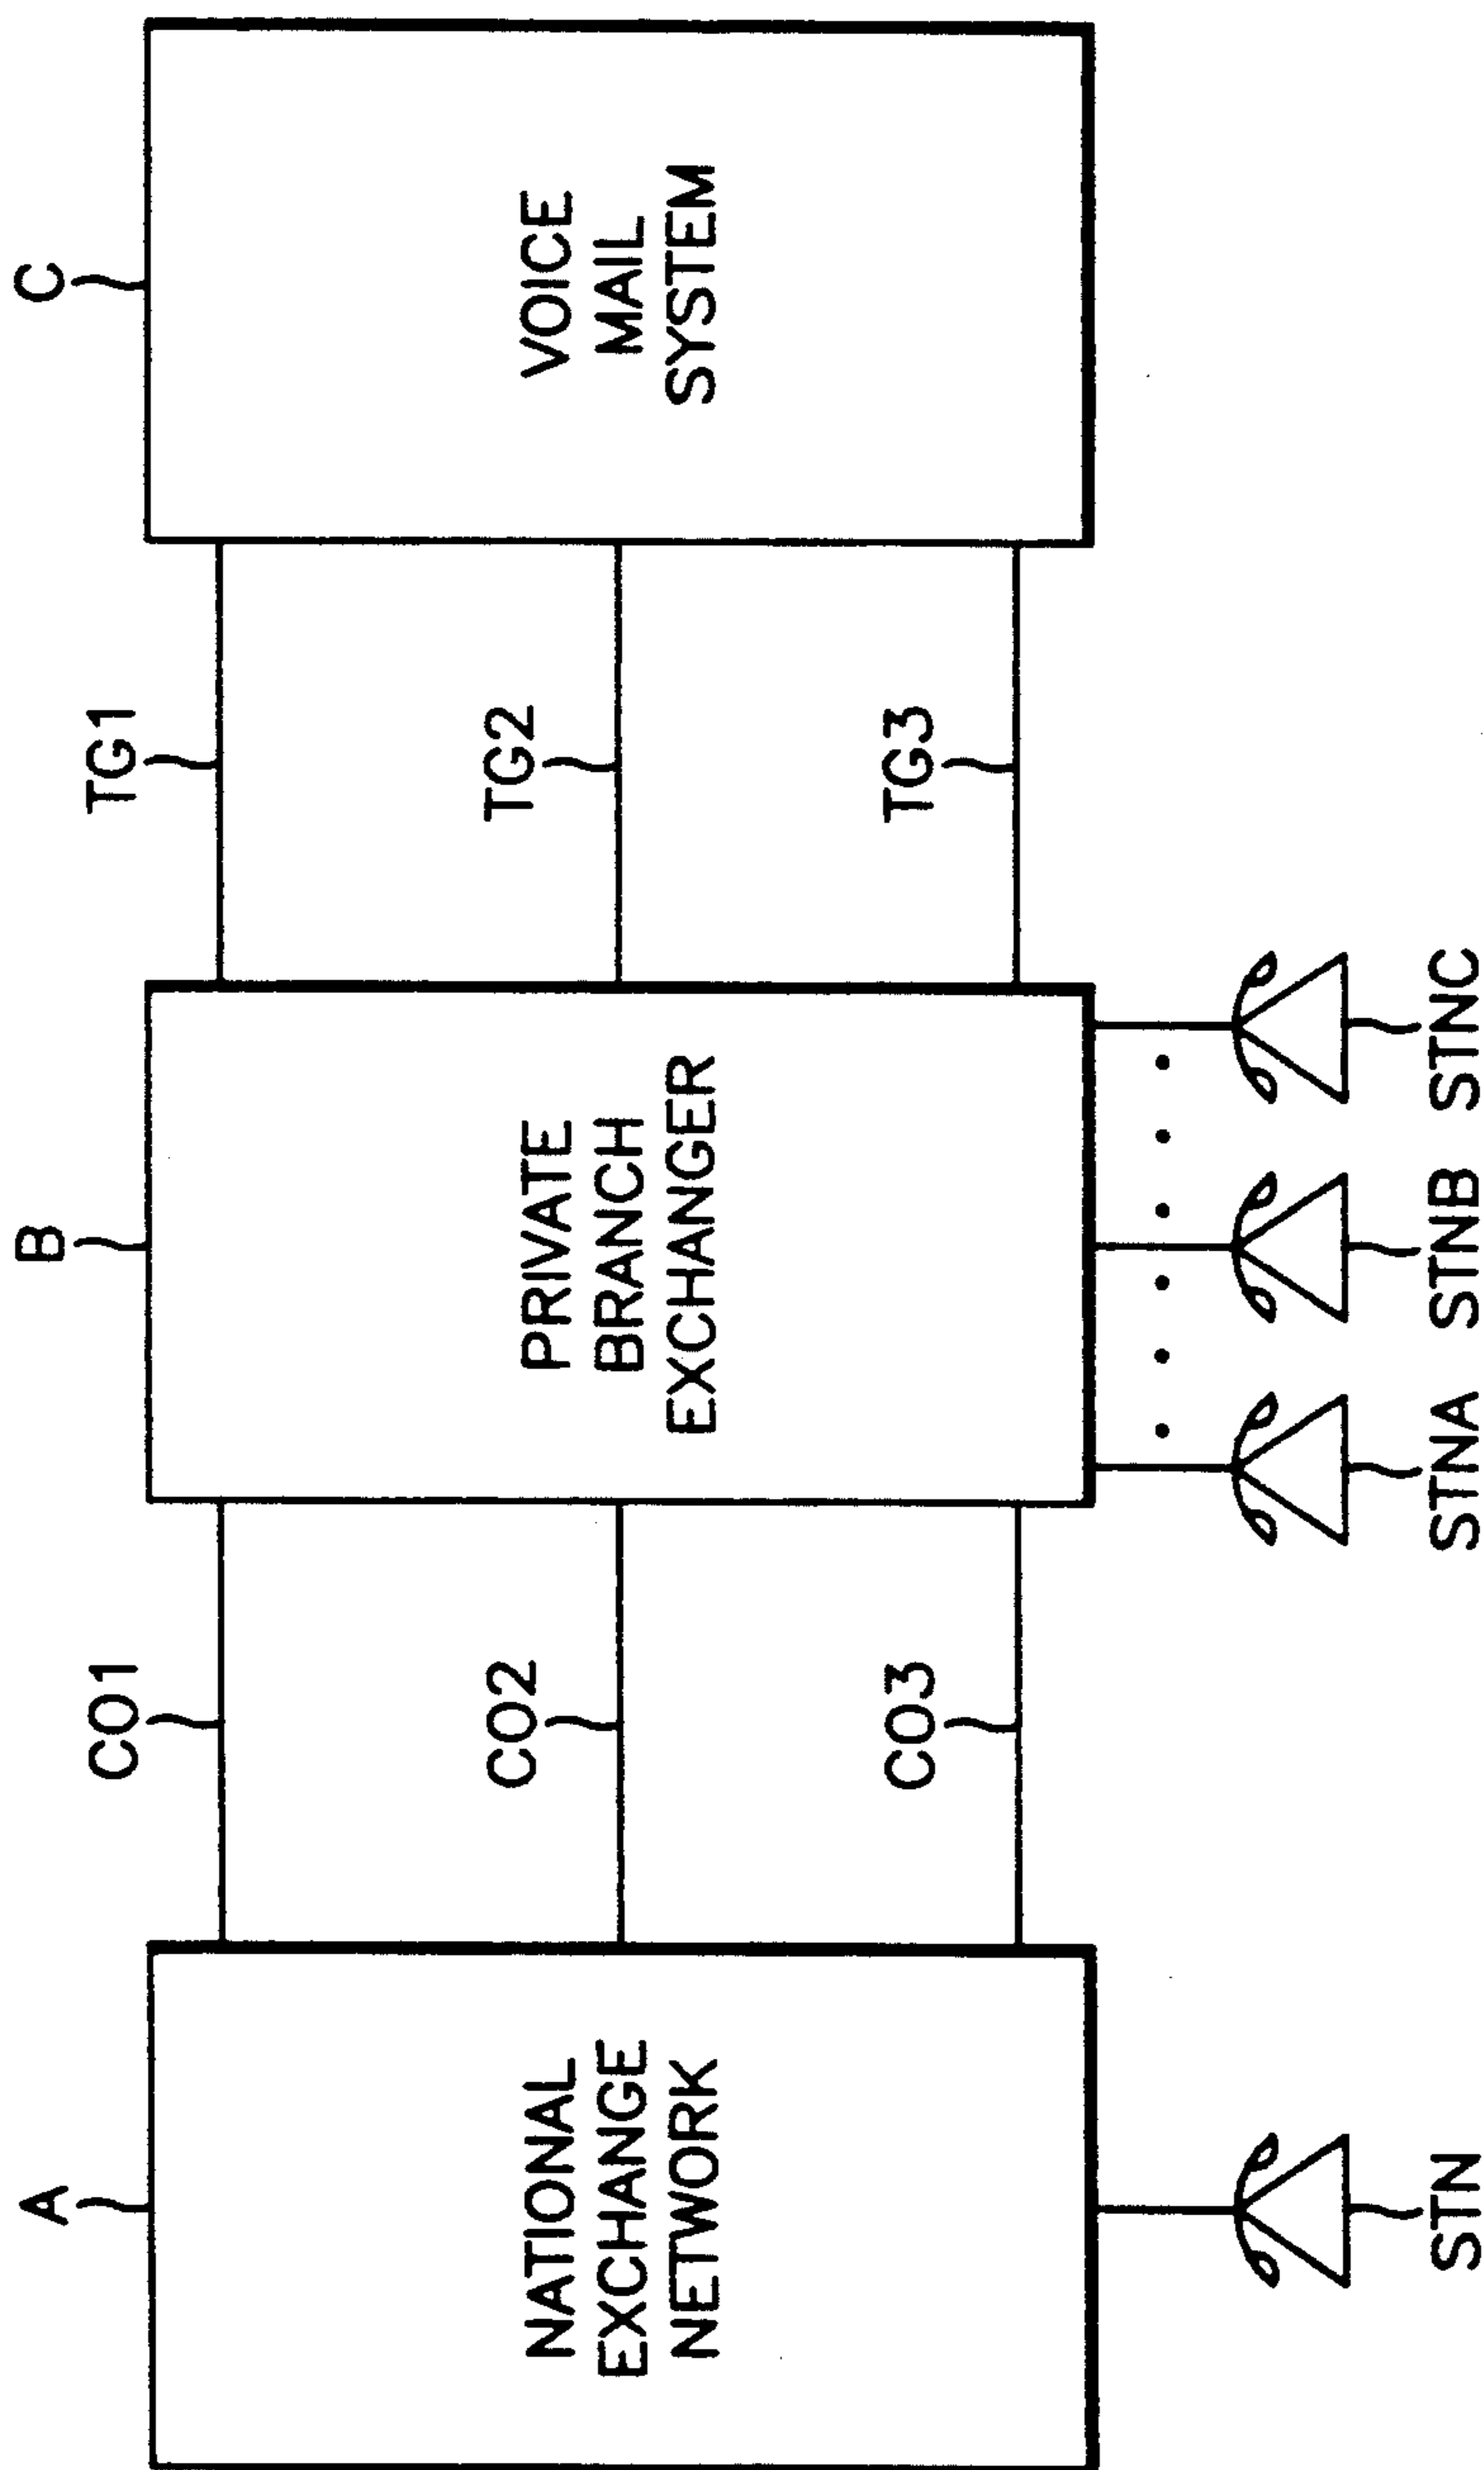 A
B
C
CO1
TG1
NATIONAL
EXCHANGE
NETWORK
CO2
PRIVATE
BRANCH
EXCHANGER
TG2
VOICE
MAIL
SYSTEM
CO3
TG3
STN
STNA
STNB
STNC